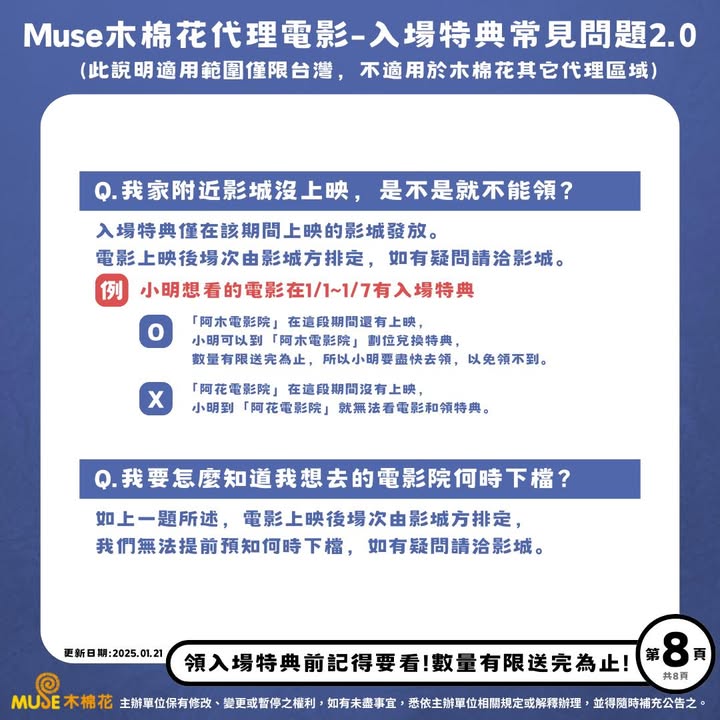 Muse木棉花代理電影-入場特典常見問題2.0
(此說明適用範圍僅限台灣，不適用於木棉花其它代理區域)
Q.我家附近影城沒上映，是不是就不能領？
入場特典僅在該期間上映的影城發放。
電影上映後場次由影城方排定，如有疑問請洽影城。
例 小明想看的電影在1/1~1/7有入場特典
O
「阿木電影院」在這段期間還有上映，
小明可以到「阿木電影院」劃位兌換特典，
數量有限送完為止，所以小明要盡快去領，以免領不到。
X
「阿花電影院」在這段期間沒有上映，
小明到「阿花電影院」就無法看電影和領特典。
Q.我要怎麼知道我想去的電影院何時下檔？
如上一題所述，電影上映後場次由影城方排定，
我們無法提前預知何時下檔，如有疑問請洽影城。
更新日期:2025.01.21
領入場特典前記得要看!數量有限送完為止!
第8頁
共8頁
MUSE木棉花
主辦單位保有修改、變更或暫停之權利，如有未盡事宜，悉依主辦單位相關規定或解釋辦理，並得隨時補充公告之。